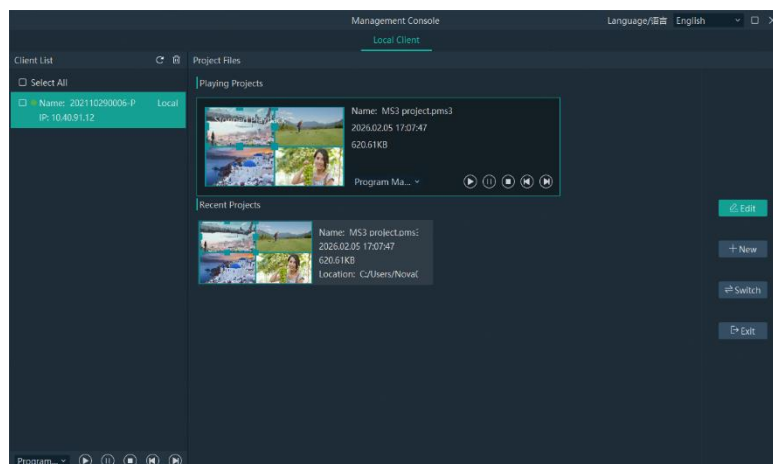 Management Console
Language/语言 English
Local Client
Client List
Project Files
Select All
Name: 202110290006-P Local
IP: 10.40.91.12
Playing Projects
Stopped Playing
Name: MS3 project.pms3
2026.02.05 17:07:47
620.61KB
Program Ma...
Recent Projects
Name: MS3 project.pms3
2026.02.05 17:07:47
620.61KB
Location: C:/Users/Nova(
Edit
New
Switch
Exit
Program...